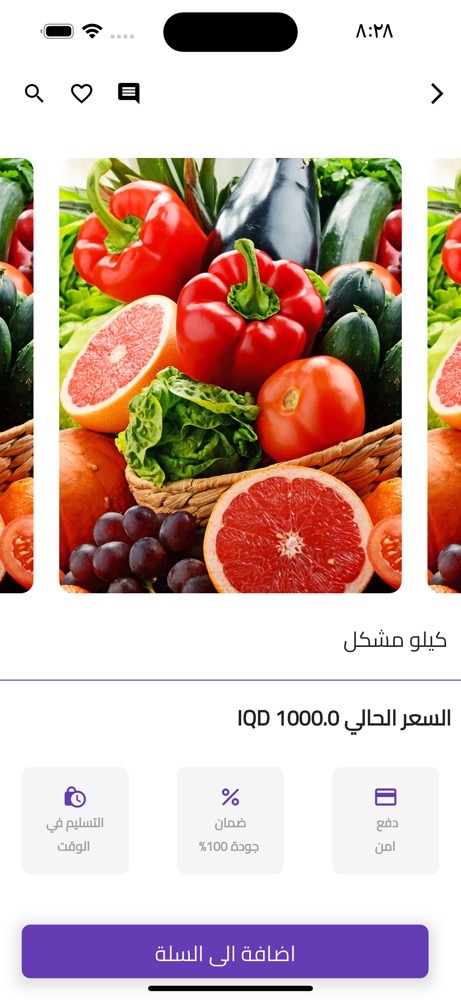 ٨:٢٨
كيلو مشكل
السعر الحالي IQD 1000.0
دفع
امن
ضمان
جودة 100%
التسليم في
الوقت
اضافة الى السلة